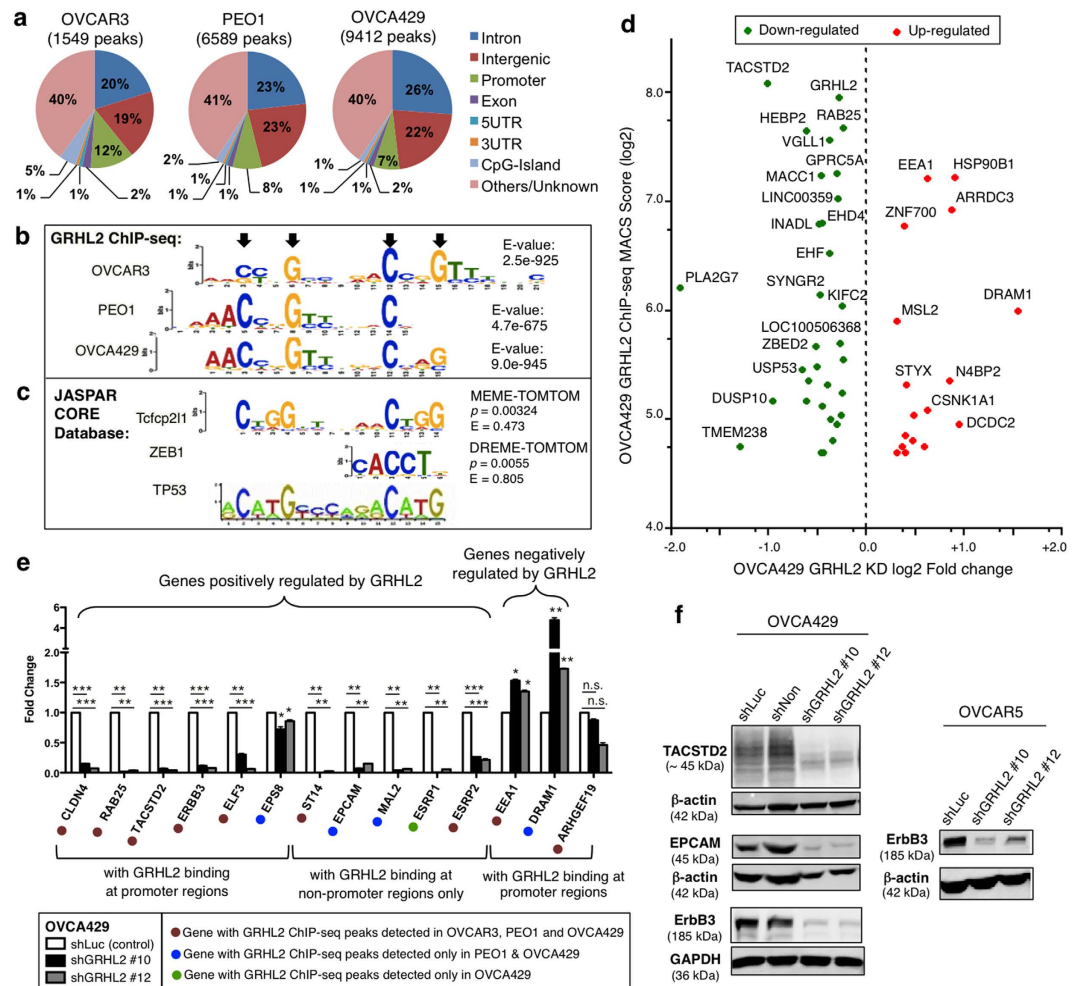 a
OVCAR3
(1549 peaks)
20%
19%
12%
40%
5%
1%
1%
1%
2%
PEO1
(6589 peaks)
23%
23%
41%
2%
1%
1%
1%
8%
OVCA429
(9412 peaks)
26%
22%
7%
40%
1%
1%
1%
2%
Intron
Intergenic
Promoter
Exon
5UTR
3UTR
CpG-Island
Others/Unknown
b
GRHL2 ChIP-seq:
OVCAR3
E-value:
2.5e-925
PEO1
E-value:
4.7e-675
OVCA429
E-value:
9.0e-945
c
JASPAR
CORE
Database:
Tcfcp2l1
MEME-TOMTOM
p = 0.00324
E = 0.473
ZEB1
DREME-TOMTOM
p = 0.0055
E = 0.805
TP53
d
Down-regulated
Up-regulated
OVCA429 GRHL2 ChIP-seq MACS Score (log2)
8.0
7.0
6.0
5.0
4.0
TACSTD2
GRHL2
HEBP2
RAB25
VGLL1
GPRC5A
MACC1
LINC00359
INADL
EHD4
EHF
PLA2G7
SYNGR2
KIFC2
LOC100506368
ZBED2
USP53
DUSP10
TMEM238
EEA1
HSP90B1
ARRDC3
ZNF700
MSL2
DRAM1
STYX
N4BP2
CSNK1A1
DCDC2
-2.0
-1.0
0.0
+1.0
+2.0
OVCA429 GRHL2 KD log2 Fold change
e
Genes positively regulated by GRHL2
Genes negatively
regulated by GRHL2
Fold Change
6
4
2
1.5
1.0
0.5
0.0
***
***
**
**
**
***
***
***
**
***
*
*
**
**
**
**
**
**
**
**
***
***
*
*
**
**
n.s.
n.s.
CLDN4
RAB25
TACSTD2
ERBB3
ELF3
EPS8
ST14
EPCAM
MAL2
ESRP1
ESRP2
EEA1
DRAM1
ARHGEF19
with GRHL2 binding
at promoter regions
with GRHL2 binding at
non-promoter regions only
with GRHL2 binding at
promoter regions
OVCA429
shLuc (control)
shGRHL2 #10
shGRHL2 #12
Gene with GRHL2 ChIP-seq peaks detected in OVCAR3, PEO1 and OVCA429
Gene with GRHL2 ChIP-seq peaks detected only in PEO1 & OVCA429
Gene with GRHL2 ChIP-seq peaks detected only in OVCA429
f
OVCA429
shLuc
shNon
shGRHL2 #10
shGRHL2 #12
TACSTD2
(~ 45 kDa)
β-actin
(42 kDa)
EPCAM
(45 kDa)
β-actin
(42 kDa)
ErbB3
(185 kDa)
GAPDH
(36 kDa)
OVCAR5
shLuc
shGRHL2 #10
shGRHL2 #12
ErbB3
(185 kDa)
β-actin
(42 kDa)